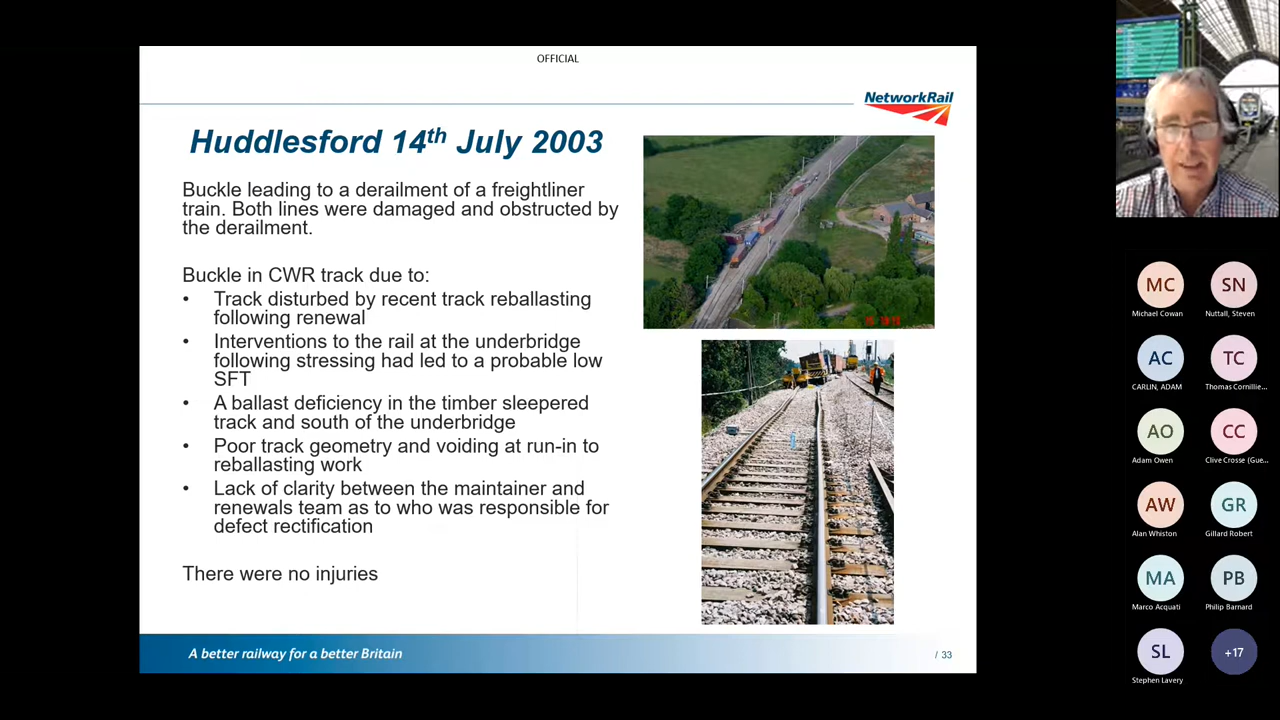 OFFICIAL
NetworkRail
Huddlesford 14th July 2003
Buckle leading to a derailment of a freightliner
train. Both lines were damaged and obstructed by
the derailment.
Buckle in CWR track due to:
• Track disturbed by recent track reballasting
following renewal
• Interventions to the rail at the underbridge
following stressing had led to a probable low
SFT
• A ballast deficiency in the timber sleepered
track and south of the underbridge
• Poor track geometry and voiding at run-in to
reballasting work
• Lack of clarity between the maintainer and
renewals team as to who was responsible for
defect rectification
There were no injuries
A better railway for a better Britain
/ 33
MC
Michael Cowan
SN
Nuttall, Steven
AC
CARLIN, ADAM
TC
Thomas Cornillie...
AO
Adam Owen
CC
Clive Crosse (Gue...
AW
Alan Whiston
GR
Gillard Robert
MA
Marco Acquati
PB
Philip Barnard
SL
Stephen Lavery
+17